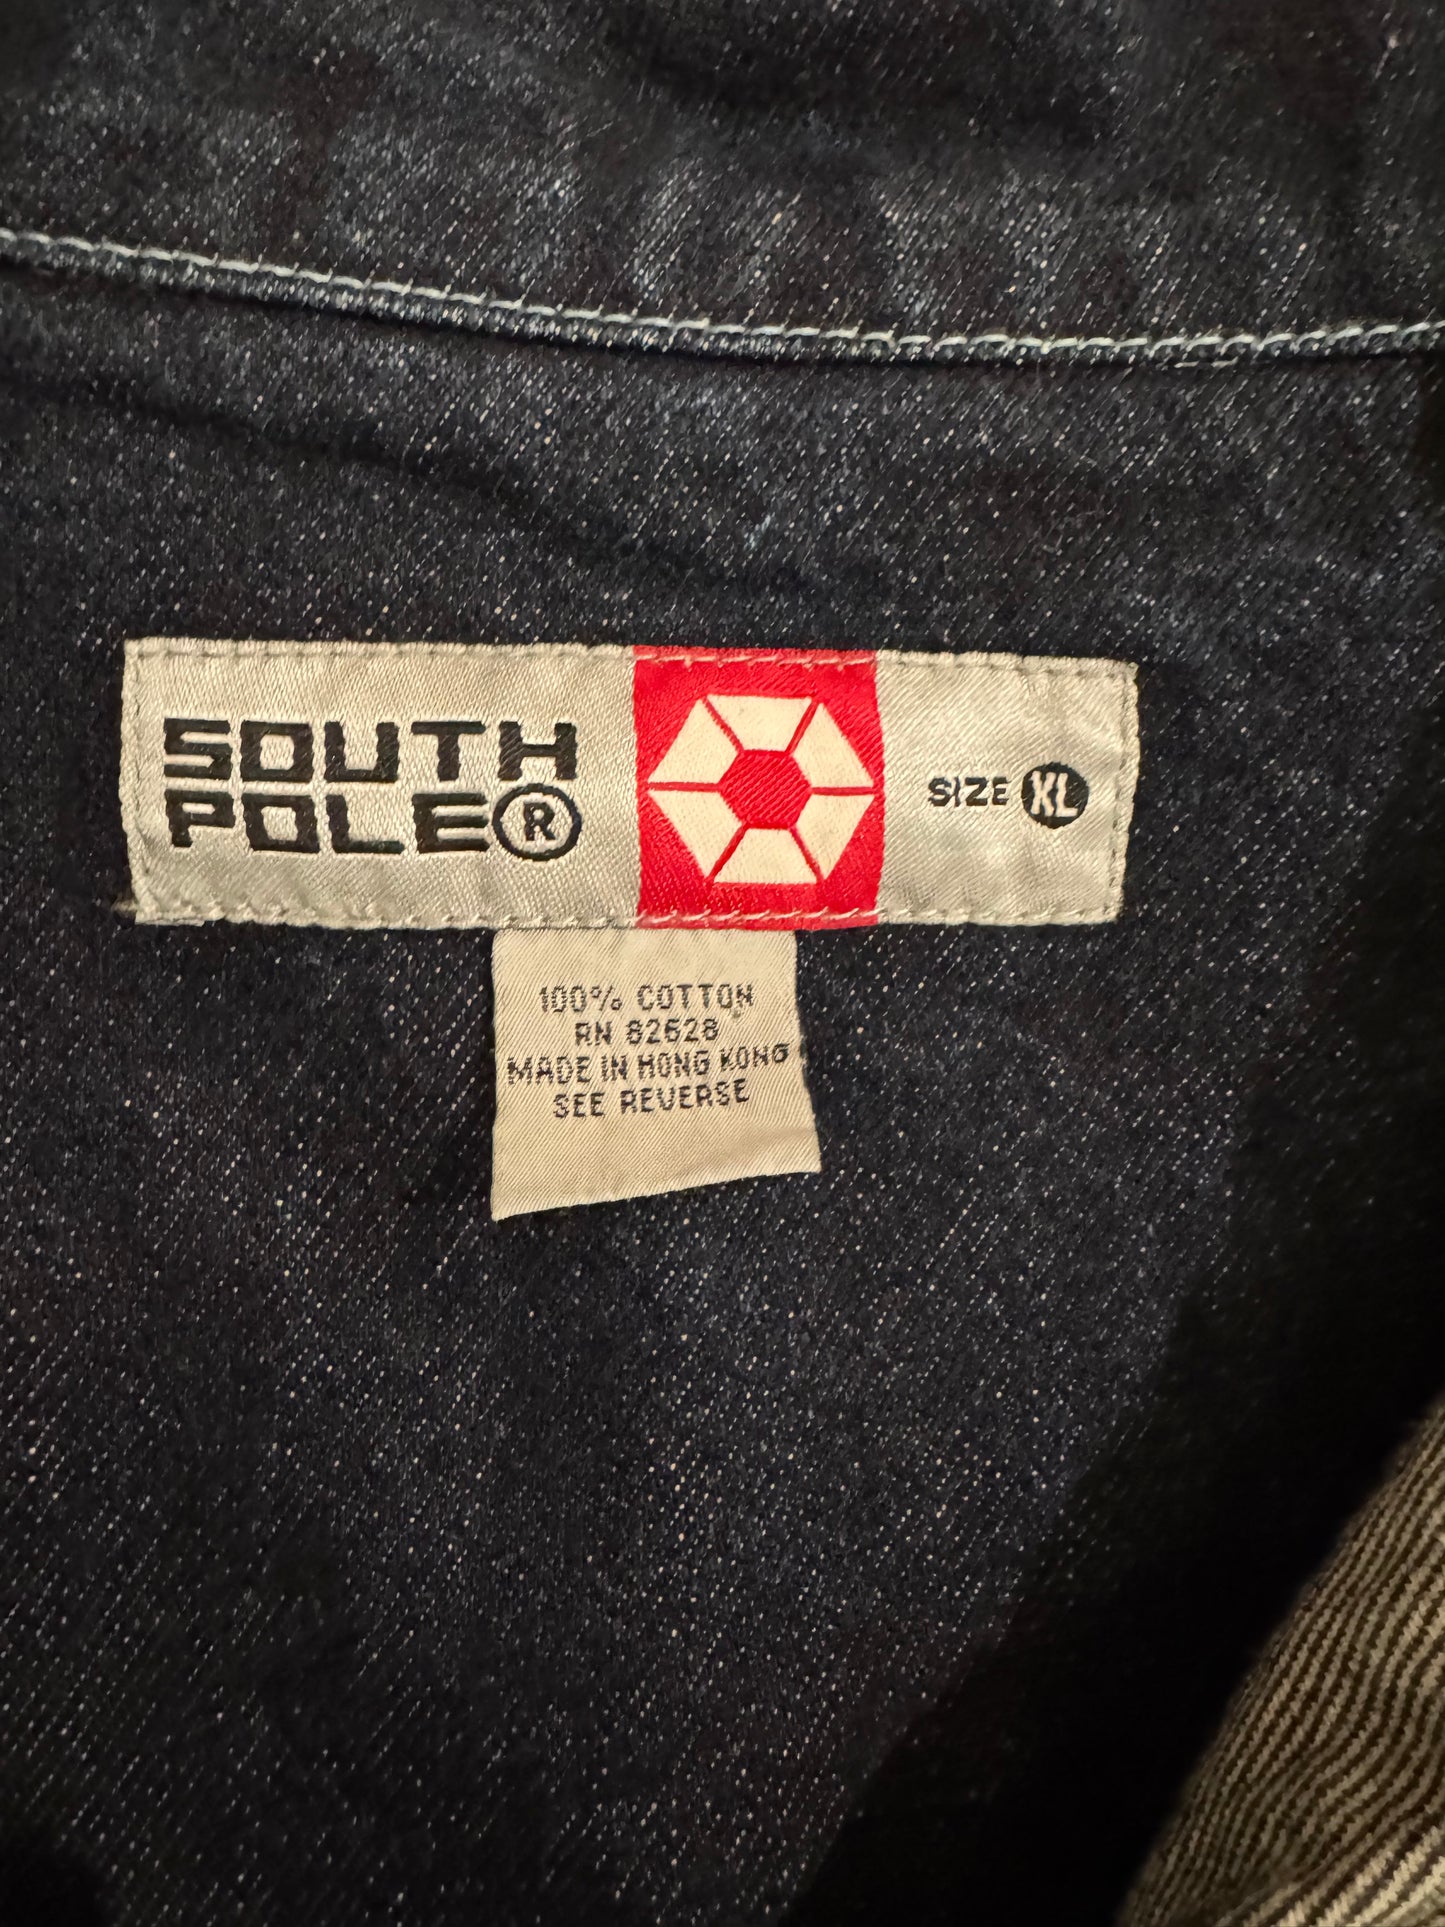 SOUTH
POLE®
SIZE XL
100% COTTON
RN 82628
MADE IN HONG KONG
SEE REVERSE